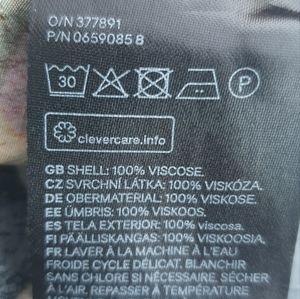 O/N 377891
P/N 0659085 8
30 P
clevercare.info
GB SHELL: 100% VISCOSE.
CZ SVRCHNÍ LÁTKA: 100% VISKÓZA.
DE OBERMATERIAL: 100% VISKOSE.
EE ÜMBRIS: 100% VISKOOS.
ES TELA EXTERIOR: 100% viscosa.
FI PÄÄLLISKANGAS: 100% VISKOOSIA.
FR LAVER À LA MACHINE À L'EAU
FROIDE CYCLE DÉLICAT. BLANCHIR
SANS CHLORE SI NÉCESSAIRE. SÉCHER
À L'AIR. REPASSER À TEMPÉRATURE